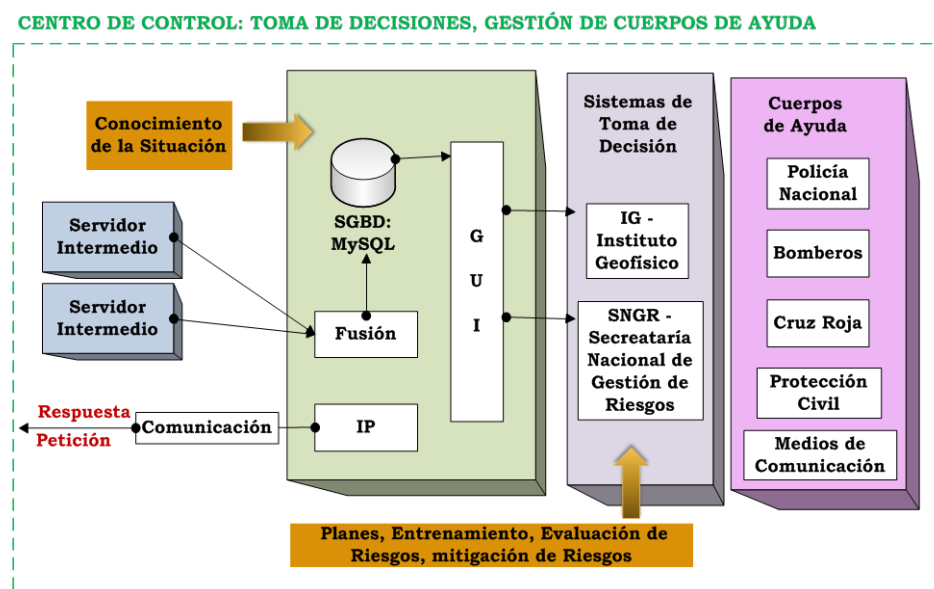 CENTRO DE CONTROL: TOMA DE DECISIONES, GESTIÓN DE CUERPOS DE AYUDA
Conocimiento
de la Situación
Servidor
Intermedio
Servidor
Intermedio
Respuesta
Petición
Comunicación
SGBD:
MySQL
Fusión
IP
G
U
I
Sistemas de
Toma de
Decisión
IG -
Instituto
Geofísico
SNGR -
Secreataría
Nacional de
Gestión de
Riesgos
Cuerpos
de Ayuda
Policía
Nacional
Bomberos
Cruz Roja
Protección
Civil
Medios de
Comunicación
Planes, Entrenamiento, Evaluación de
Riesgos, mitigación de Riesgos